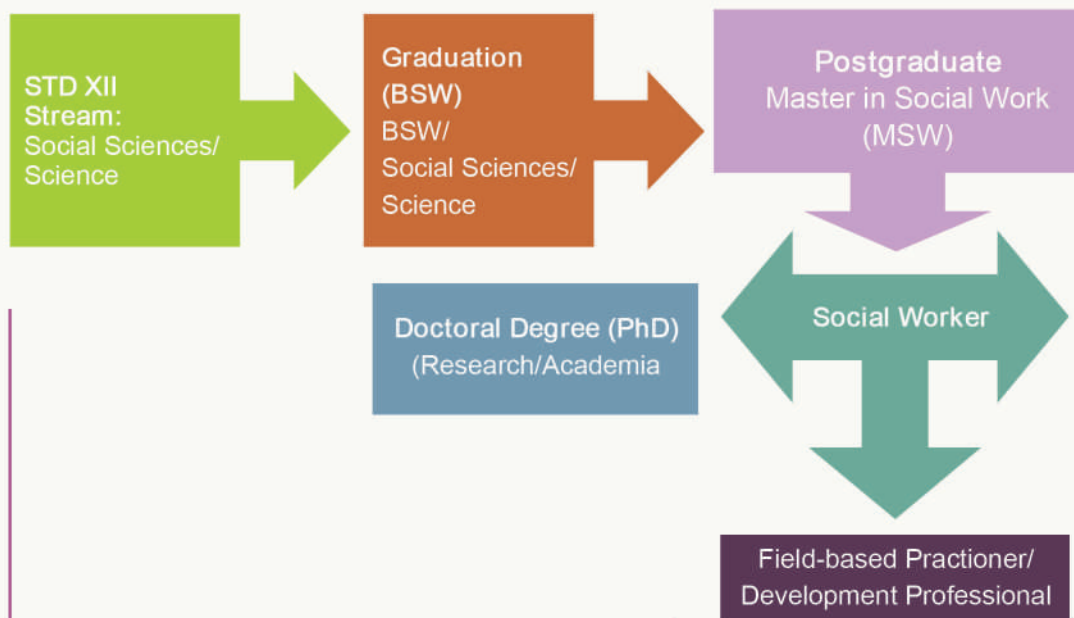 STD XII
Stream:
Social Sciences/
Science
Graduation
(BSW)
BSW/
Social Sciences/
Science
Postgraduate
Master in Social Work
(MSW)
Doctoral Degree (PhD)
(Research/Academia
Social Worker
Field-based Practioner/
Development Professional